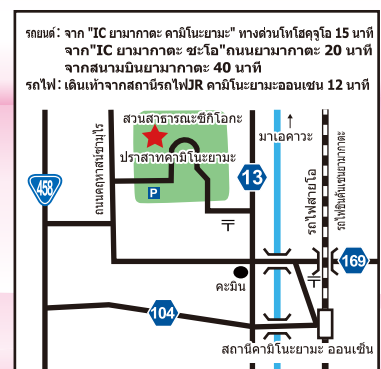 รถยนต์: จาก "IC ยามากาตะ คามิโนะยามะ" ทางด่วนโทโฮคุจูโอ 15 นาที
จาก"IC ยามากาตะ ซะโอ"ถนนยามากาตะ 20 นาที
จากสนามบินยามากาตะ 40 นาที
รถไฟ: เดินเท้าจากสถานีรถไฟJR คามิโนะยามะออนเซน 12 นาที
สวนสาธารณะซึกิโอกะ
ปราสาทคามิโนะยามะ
P
458
13
มาเอคาวะ
รถไฟสายโอ
รถไฟชินคันเซนยามากาตะ
169
คะมิน
104
สถานีคามิโนะยามะ ออนเซ็น